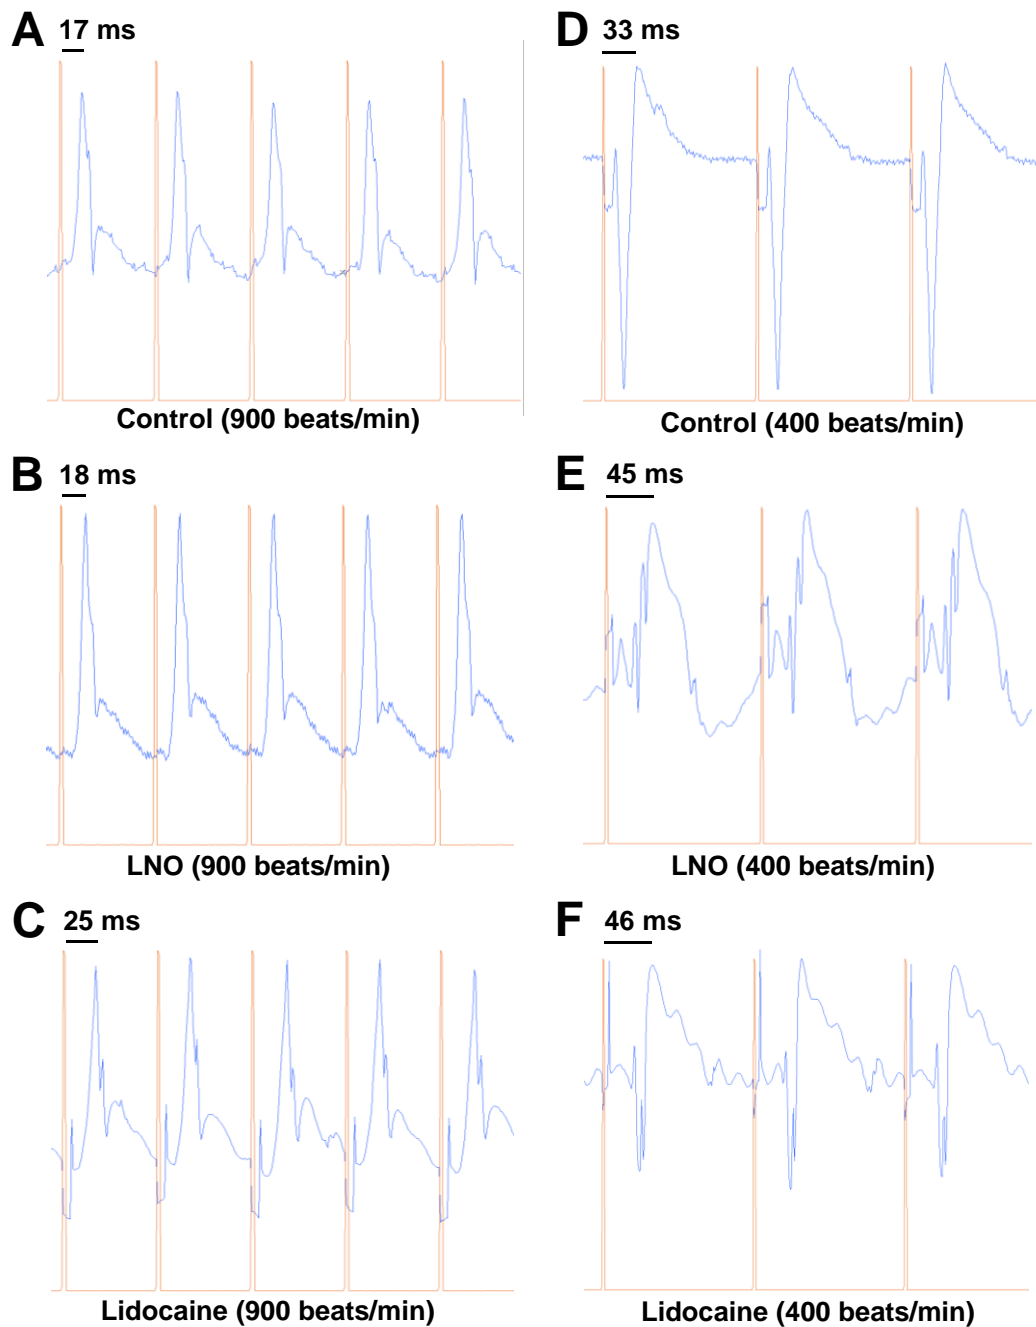 A 17 ms
Control (900 beats/min)
B 18 ms
LNO (900 beats/min)
C 25 ms
Lidocaine (900 beats/min)
D 33 ms
Control (400 beats/min)
E 45 ms
LNO (400 beats/min)
F 46 ms
Lidocaine (400 beats/min)